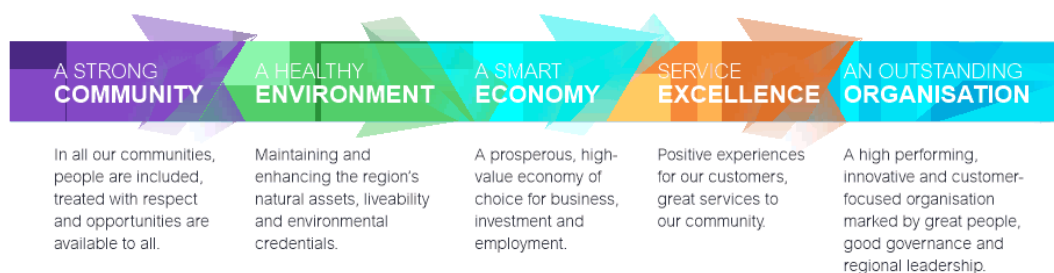 A STRONG
COMMUNITY
In all our communities,
people are included,
treated with respect
and opportunities are
available to all.
A HEALTHY
ENVIRONMENT
Maintaining and
enhancing the region's
natural assets, liveability
and environmental
credentials.
A SMART
ECONOMY
A prosperous, high-
value economy of
choice for business,
investment and
employment.
SERVICE
EXCELLENCE
Positive experiences
for our customers,
great services to
our community.
AN OUTSTANDING
ORGANISATION
A high performing,
innovative and customer-
focused organisation
marked by great people,
good governance and
regional leadership.